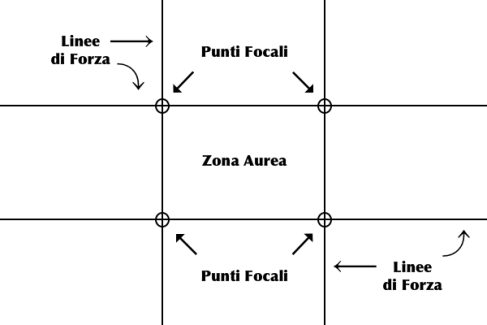 Linee
di Forza
Punti Focali
Zona Aurea
Punti Focali
Linee
di Forza